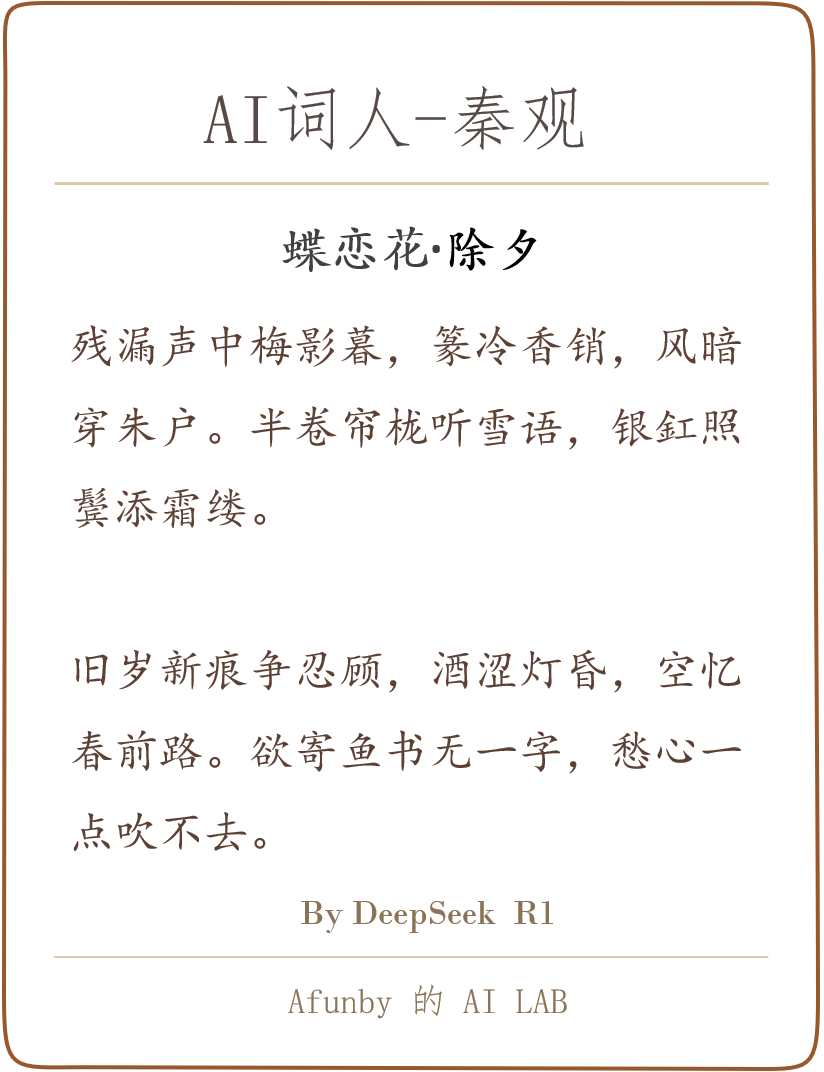 AI词人-秦观
蝶恋花·除夕
残漏声中梅影暮，篆冷香销，风暗
穿朱户。半卷帘栊听雪语，银釭照
鬓添霜缕。
旧岁新痕争忍顾，酒涩灯昏，空忆
春前路。欲寄鱼书无一字，愁心一
点吹不去。
By DeepSeek R1
Afunby 的 AI LAB